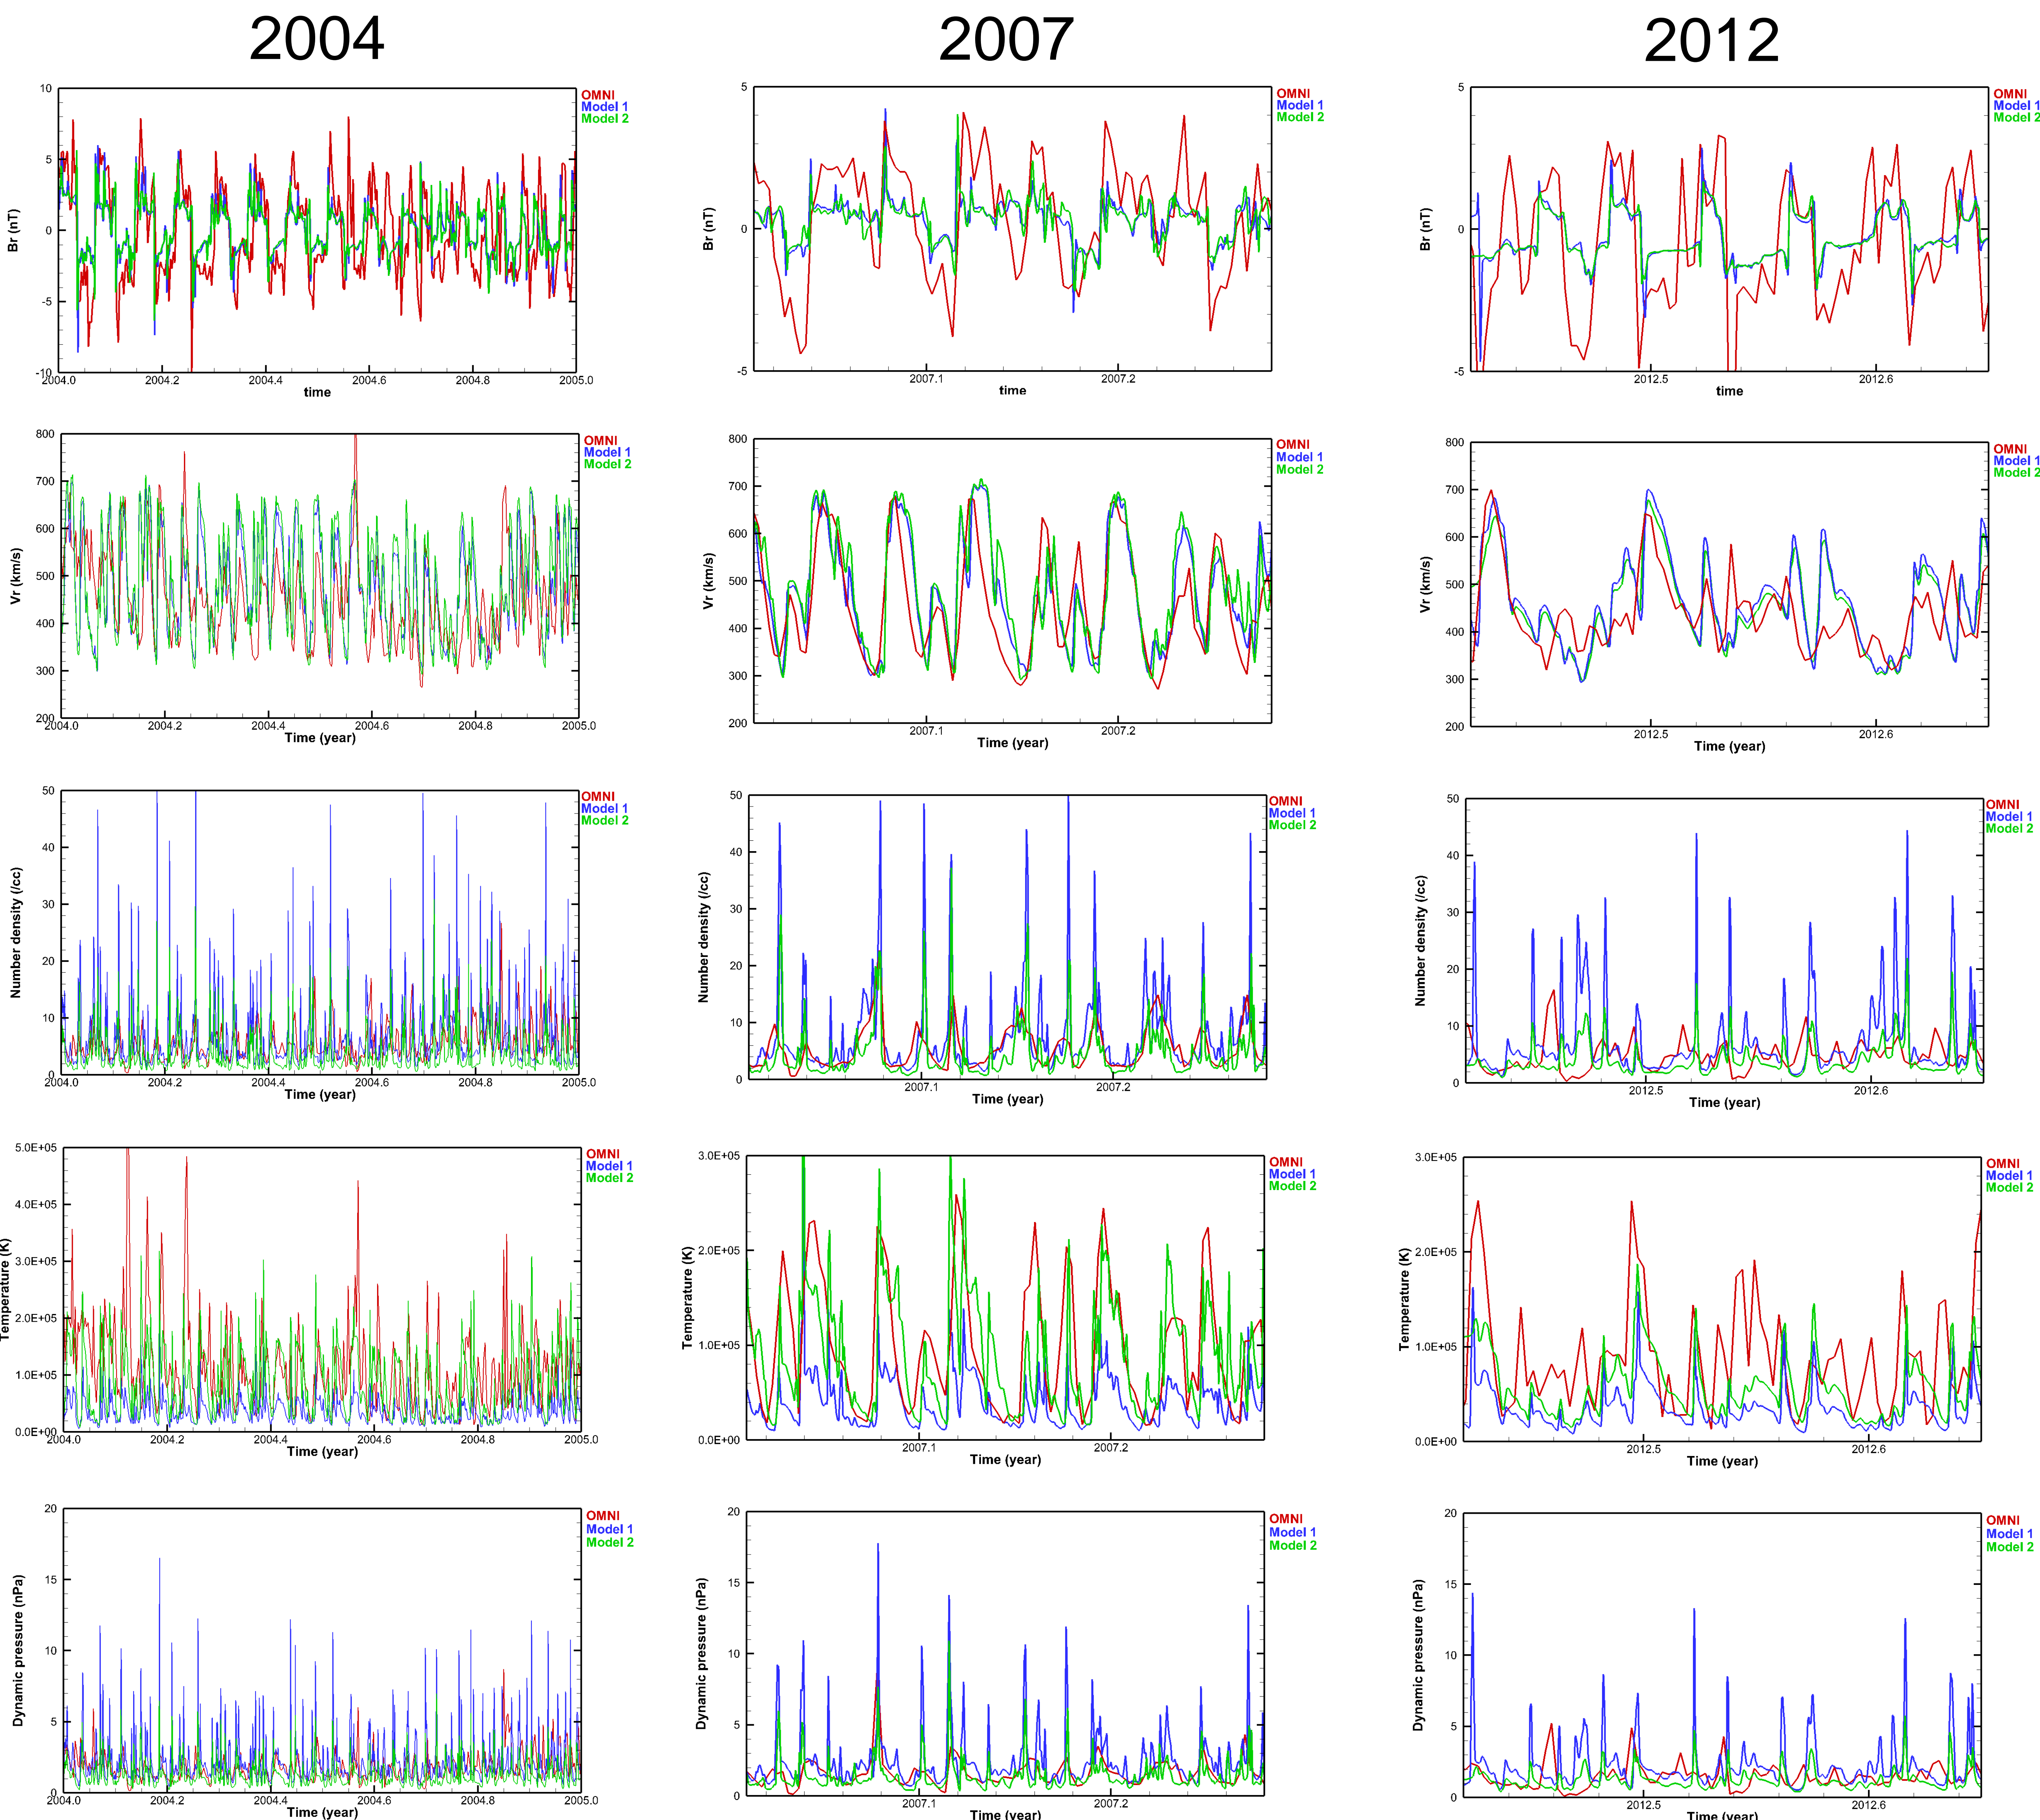 2004 2007 2012
10
5
0
-5
-10
Br (nT)
2004.0 2004.2 2004.4 2004.6 2004.8 2005.0
time
OMNI
Model 1
Model 2
5
0
-5
Br (nT)
2007.1 2007.2
time
OMNI
Model 1
Model 2
5
0
-5
Br (nT)
2012.5 2012.6
time
OMNI
Model 1
Model 2
800
700
600
500
400
300
200
Vr (km/s)
2004.0 2004.2 2004.4 2004.6 2004.8 2005.0
Time (year)
OMNI
Model 1
Model 2
800
700
600
500
400
300
200
Vr (km/s)
2007.1 2007.2
Time (year)
OMNI
Model 1
Model 2
800
700
600
500
400
300
200
Vr (km/s)
2012.5 2012.6
Time (year)
OMNI
Model 1
Model 2
50
40
30
20
10
0
Number density (/cc)
2004.0 2004.2 2004.4 2004.6 2004.8 2005.0
Time (year)
OMNI
Model 1
Model 2
50
40
30
20
10
0
Number density (/cc)
2007.1 2007.2
Time (year)
OMNI
Model 1
Model 2
50
40
30
20
10
0
Number density (/cc)
2012.5 2012.6
Time (year)
OMNI
Model 1
Model 2
5.0E+05
4.0E+05
3.0E+05
2.0E+05
1.0E+05
0.0E+00
Temperature (K)
2004.0 2004.2 2004.4 2004.6 2004.8 2005.0
Time (year)
OMNI
Model 1
Model 2
3.0E+05
2.0E+05
1.0E+05
0.0E+00
Temperature (K)
2007.1 2007.2
Time (year)
OMNI
Model 1
Model 2
3.0E+05
2.0E+05
1.0E+05
0.0E+00
Temperature (K)
2012.5 2012.6
Time (year)
OMNI
Model 1
Model 2
20
15
10
5
0
Dynamic pressure (nPa)
2004.0 2004.2 2004.4 2004.6 2004.8 2005.0
Time (year)
OMNI
Model 1
Model 2
20
15
10
5
0
Dynamic pressure (nPa)
2007.1 2007.2
Time (year)
OMNI
Model 1
Model 2
20
15
10
5
0
Dynamic pressure (nPa)
2012.5 2012.6
Time (year)
OMNI
Model 1
Model 2